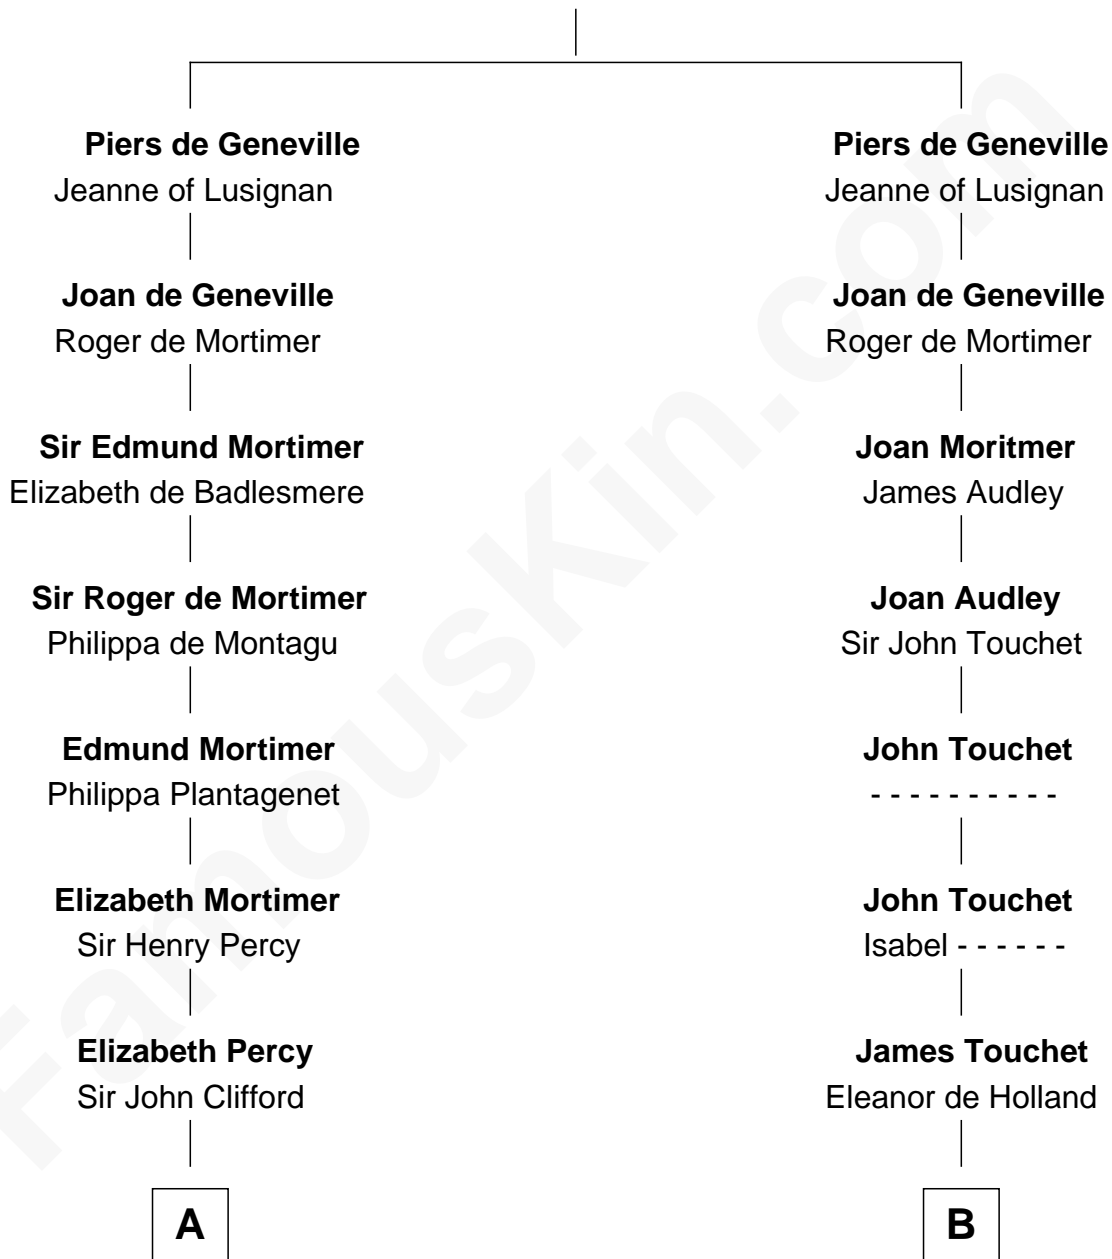 Piers de Geneville
Jeanne of Lusignan
Joan de Geneville
Roger de Mortimer
Sir Edmund Mortimer
Elizabeth de Badlesmere
Sir Roger de Mortimer
Philippa de Montagu
Edmund Mortimer
Philippa Plantagenet
Elizabeth Mortimer
Sir Henry Percy
Elizabeth Percy
Sir John Clifford
A
Piers de Geneville
Jeanne of Lusignan
Joan de Geneville
Roger de Mortimer
Joan Moritmer
James Audley
Joan Audley
Sir John Touchet
John Touchet
- - - - - - - - - -
John Touchet
Isabel - - - - - -
James Touchet
Eleanor de Holland
B
FamousKin.com